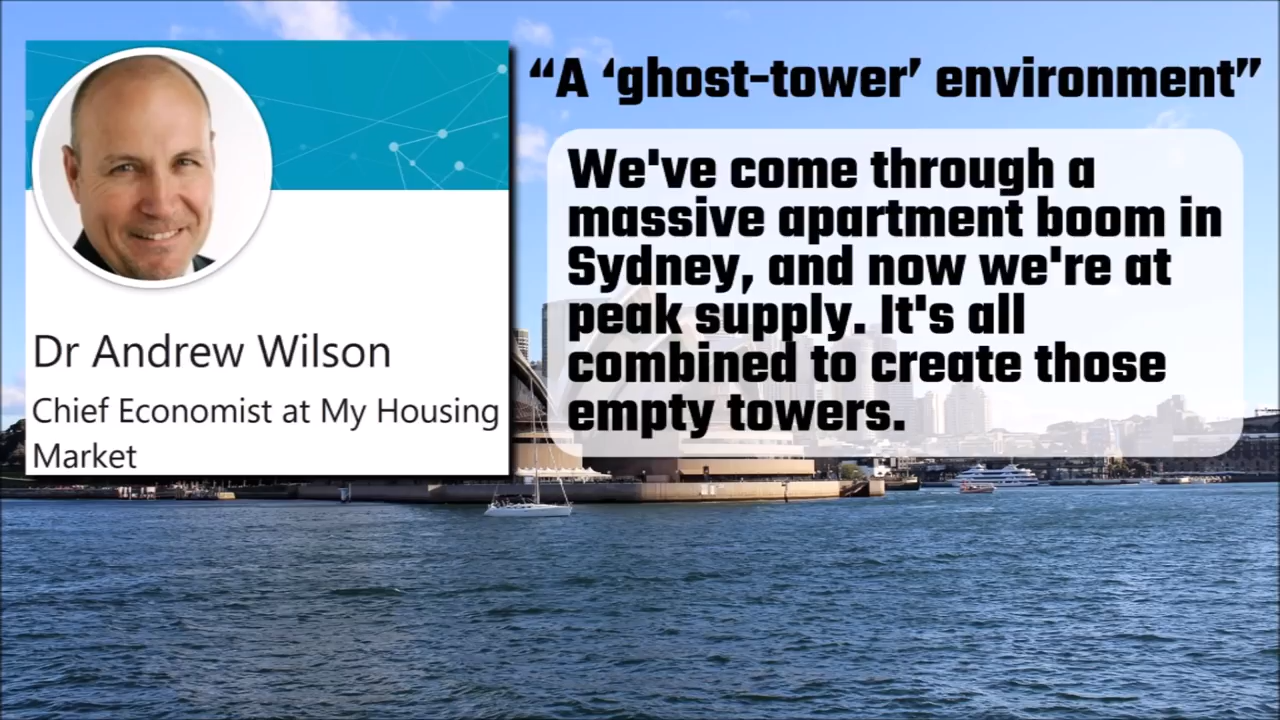 “A ‘ghost-tower’ environment”
We've come through a
massive apartment boom in
Sydney, and now we're at
peak supply. It's all
combined to create those
empty towers.
Dr Andrew Wilson
Chief Economist at My Housing
Market